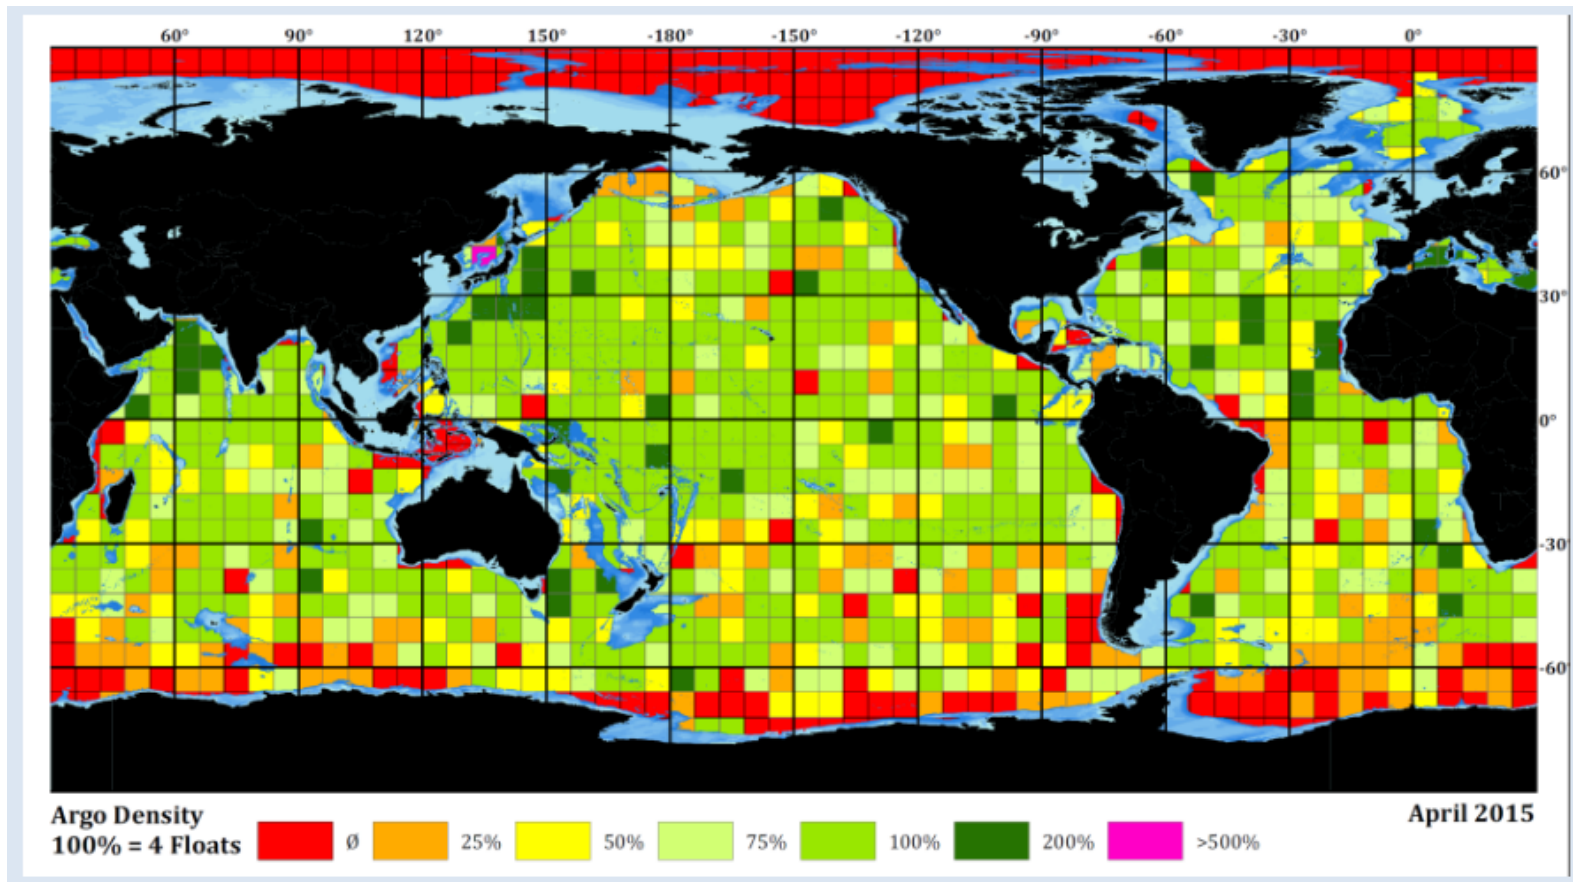 60° 90° 120° 150° -180° -150° -120° -90° -60° -30° 0°
60°
30°
0°
-30°
-60°
Argo Density
100% = 4 Floats
Ø 25% 50% 75% 100% 200% >500%
April 2015